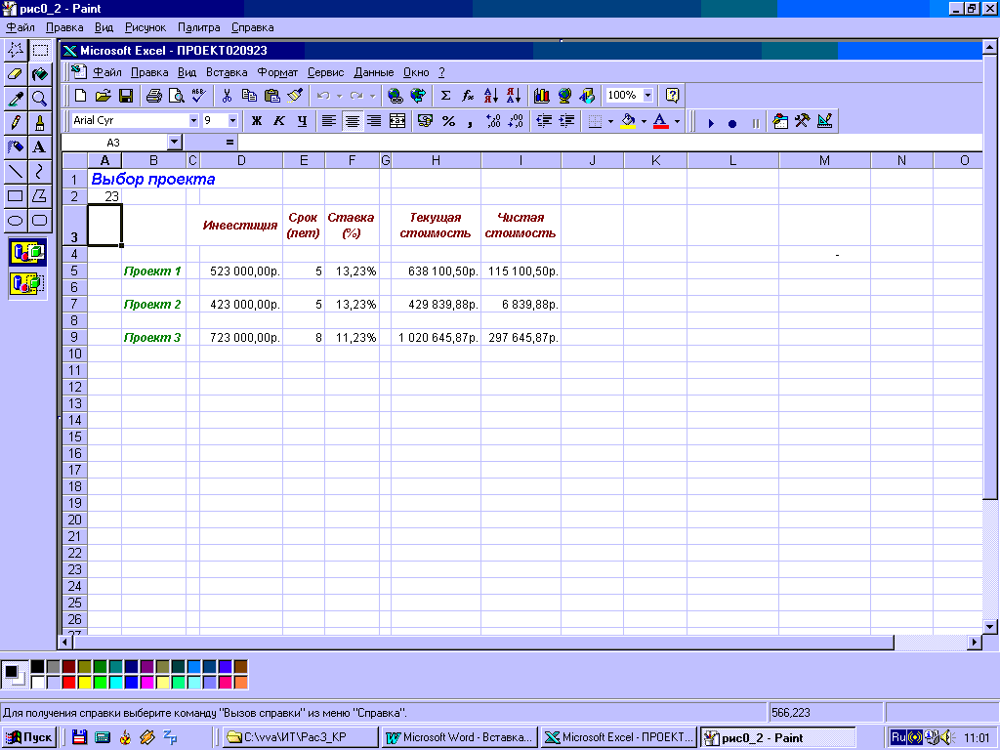 рис0_2 - Paint
Файл Правка Вид Рисунок Палитра Справка
Microsoft Excel - ПРОЕКТ020923
Файл Правка Вид Вставка Формат Сервис Данные Окно ?
100%
Arial Cyr 9 Ж К Ч
A3 =
A B C D E F G H I J K L M N O
1 Выбор проекта
2 23
3 Инвестиция Срок (лет) Ставка (%) Текущая стоимость Чистая стоимость
4 -
5 Проект 1 523 000,00р. 5 13,23% 638 100,50р. 115 100,50р.
6
7 Проект 2 423 000,00р. 5 13,23% 429 839,88р. 6 839,88р.
8
9 Проект 3 723 000,00р. 8 11,23% 1 020 645,87р. 297 645,87р.
10
11
12
13
14
15
16
17
18
19
20
21
22
23
24
25
26
27
Для получения справки выберите команду "Вызов справки" из меню "Справка". 566,223
Пуск C:\vva\ИТ\Рас3_КР Microsoft Word - Вставка... Microsoft Excel - ПРОЕКТ... рис0_2 - Paint Ru 11:01